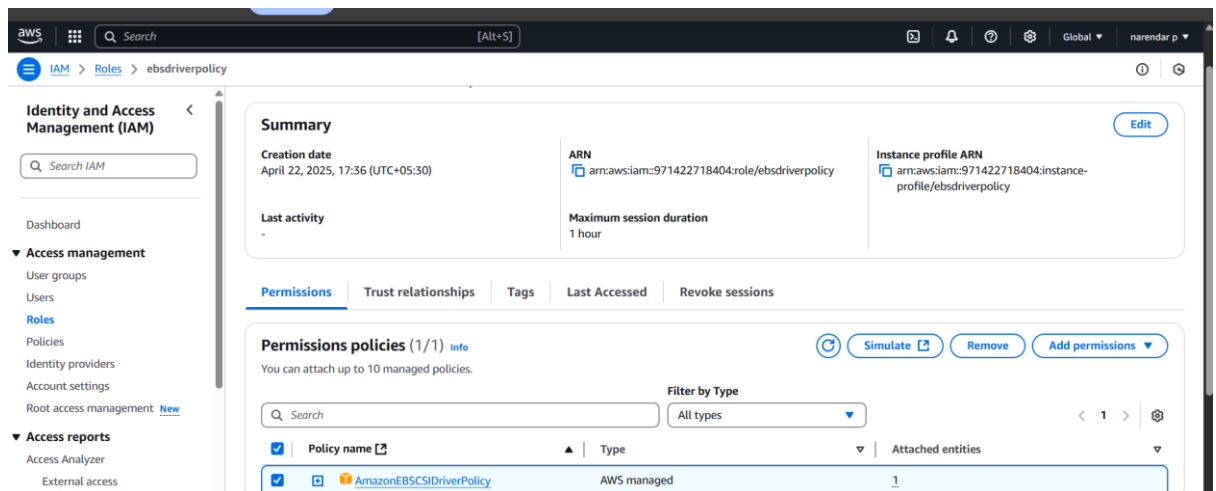 aws
Search
[Alt+S]
Global
narendar p
IAM > Roles > ebsdriverpolicy
Identity and Access
Management (IAM)
Search IAM
Dashboard
Access management
User groups
Users
Roles
Policies
Identity providers
Account settings
Root access management New
Access reports
Access Analyzer
External access
Summary
Edit
Creation date
April 22, 2025, 17:36 (UTC+05:30)
ARN
arn:aws:iam::971422718404:role/ebsdriverpolicy
Instance profile ARN
arn:aws:iam::971422718404:instance-
profile/ebsdriverpolicy
Last activity
-
Maximum session duration
1 hour
Permissions
Trust relationships
Tags
Last Accessed
Revoke sessions
Permissions policies (1/1) Info
Simulate
Remove
Add permissions
You can attach up to 10 managed policies.
Filter by Type
Search
All types
1
Policy name
Type
Attached entities
AmazonEBSCSIDriverPolicy
AWS managed
1